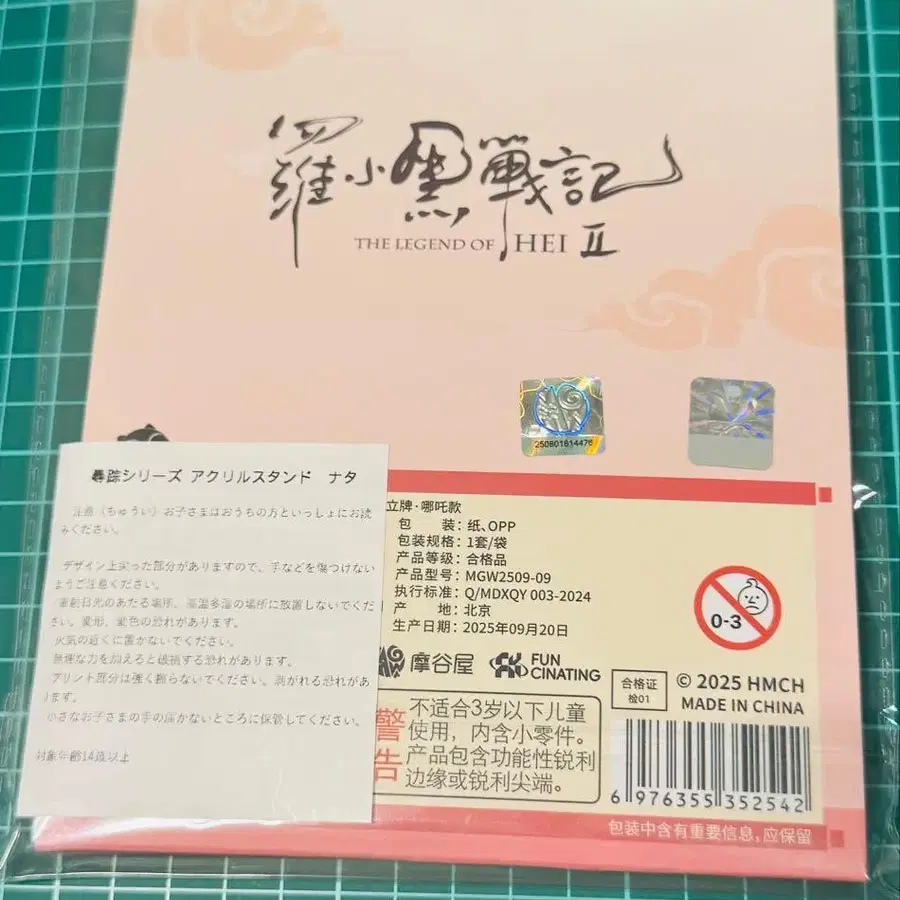 羅小黑戰記
THE LEGEND OF HEI II
250801614476
尋踪シリーズ アクリルスタンド ナタ
注意（ちゅうい）お子さまはおうちの方といっしょにお読
みください。
デザイン上尖った部分がありますので、手などを傷つけない
ようご注意ください。
直射日光のあたる場所、高温多湿の場所に放置しないでくだ
さい。変形、変色の恐れがあります。
火気の近くに置かないでください。
無理な力を加えると破損する恐れがあります。
プリント部分は強く擦らないでください。剥がれる恐れがあ
ります。
小さなお子さまの手の届かないところに保管してください。
対象年齢14歳以上
立牌·哪吒款
包 装：纸、OPP
包装规格：1套/袋
产品等级：合格品
产品型号：MGW2509-09
执行标准：Q/MDXQY 003-2024
产 地：北京
生产日期：2025年09月20日
0-3
摩谷屋
FUN
CINATING
合格证
检01
© 2025 HMCH
MADE IN CHINA
警告
不适合3岁以下儿童
使用，内含小零件。
产品包含功能性锐利
边缘或锐利尖端。
6 976355 352542
包装中含有重要信息，应保留